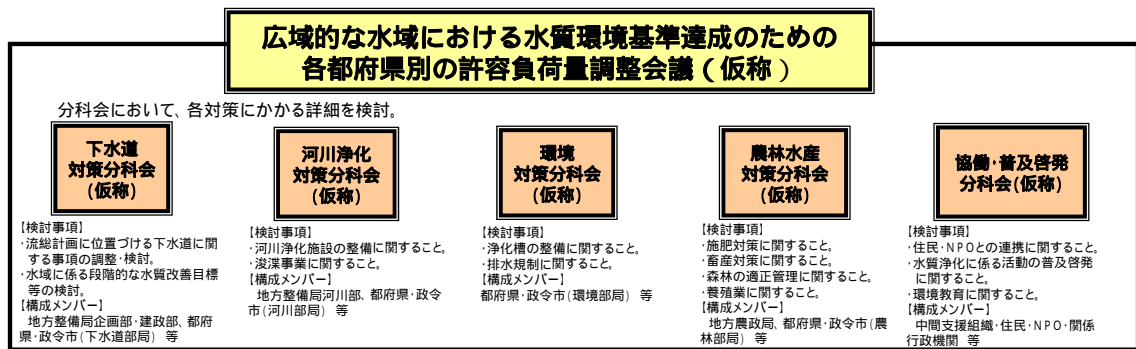 広域的な水域における水質環境基準達成のための
各都府県別の許容負荷量調整会議(仮称)
分科会において、各対策にかかる詳細を検討。
下水道
対策分科会
(仮称)
【検討事項】
・流総計画に位置づける下水道に関
する事項の調整・検討。
・水域に係る段階的な水質改善目標
等の検討。
【構成メンバー】
地方整備局企画部・建政部、都府
県・政令市(下水道部局) 等
河川浄化
対策分科会
(仮称)
【検討事項】
・河川浄化施設の整備に関すること。
・浚渫事業に関すること。
【構成メンバー】
地方整備局河川部、都府県・政令
市(河川部局) 等
環境
対策分科会
(仮称)
【検討事項】
・浄化槽の整備に関すること。
・排水規制に関すること。
【構成メンバー】
都府県・政令市(環境部局) 等
農林水産
対策分科会
(仮称)
【検討事項】
・施肥対策に関すること。
・畜産対策に関すること。
・森林の適正管理に関すること。
・養殖業に関すること。
【構成メンバー】
地方農政局、都府県・政令市(農
林部局) 等
協働・普及啓発
分科会(仮称)
【検討事項】
・住民・NPOとの連携に関すること。
・水質浄化に係る活動の普及啓発
に関すること。
・環境教育に関すること。
【構成メンバー】
中間支援組織・住民・NPO・関係
行政機関 等